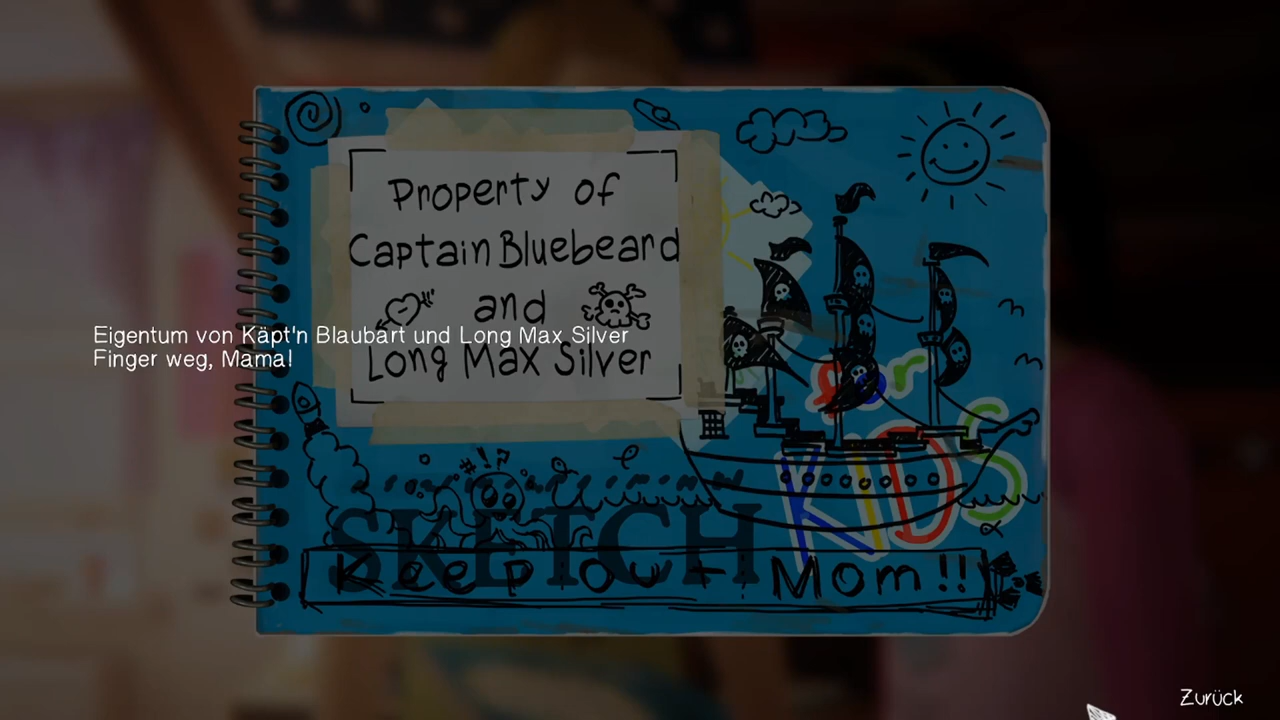 Property of
Captain Bluebeard
and
Long Max Silver
Eigentum von Käpt'n Blaubart und Long Max Silver
Finger weg, Mama!
for
KIDS
SKETCH
Keep out Mom!!
Zurück